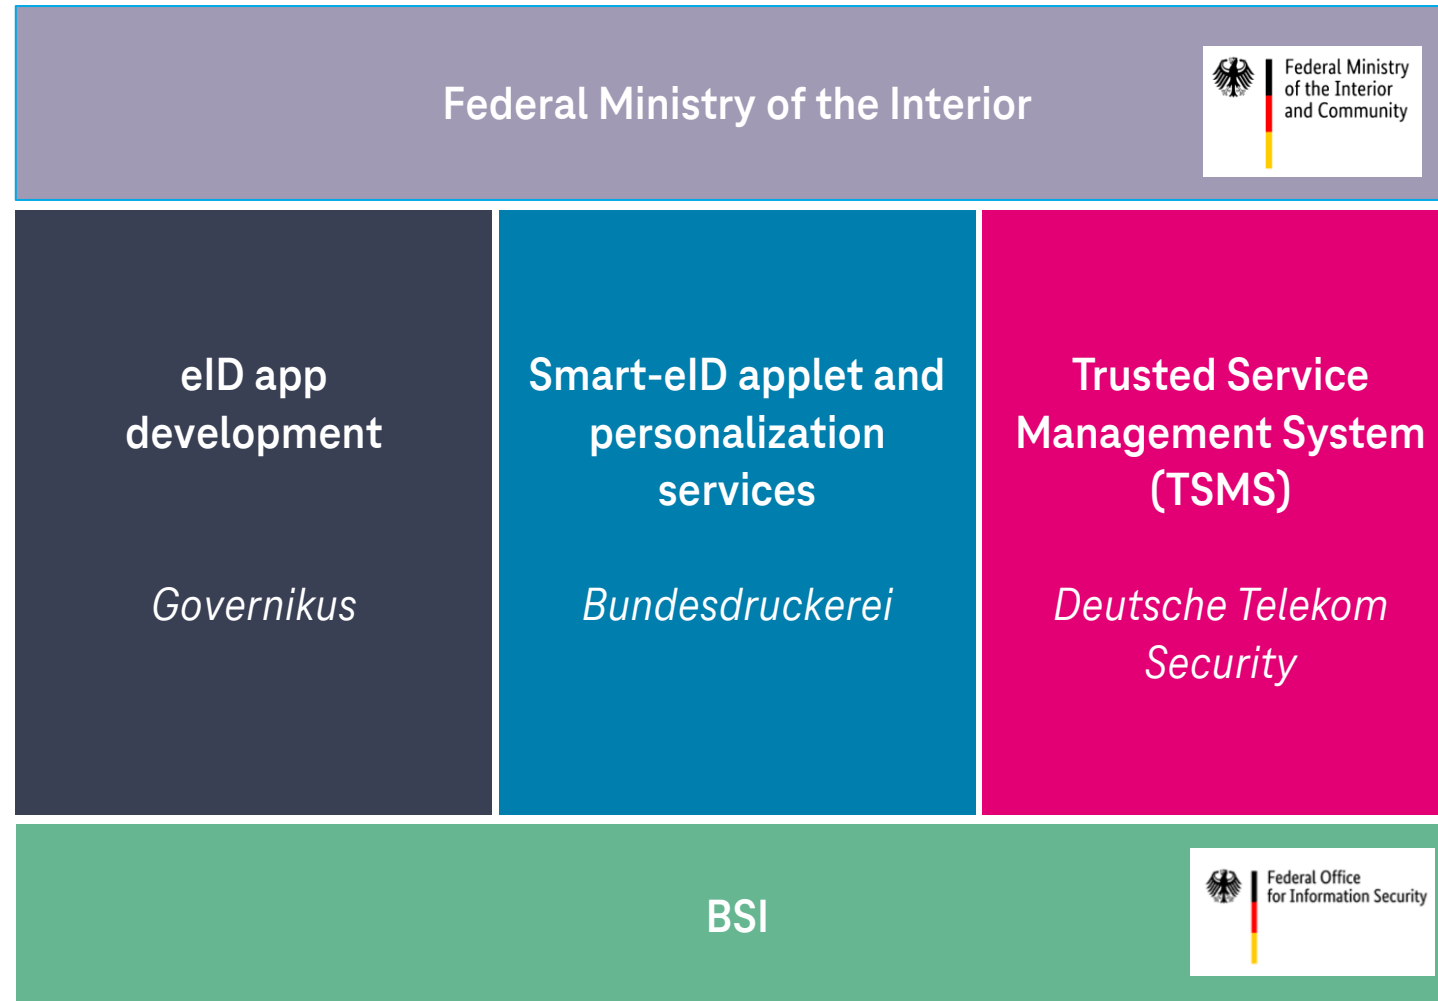 Federal Ministry of the Interior
Federal Ministry
of the Interior
and Community
eID app
development
Governikus
Smart-eID applet and
personalization
services
Bundesdruckerei
Trusted Service
Management System
(TSMS)
Deutsche Telekom
Security
BSI
Federal Office
for Information Security